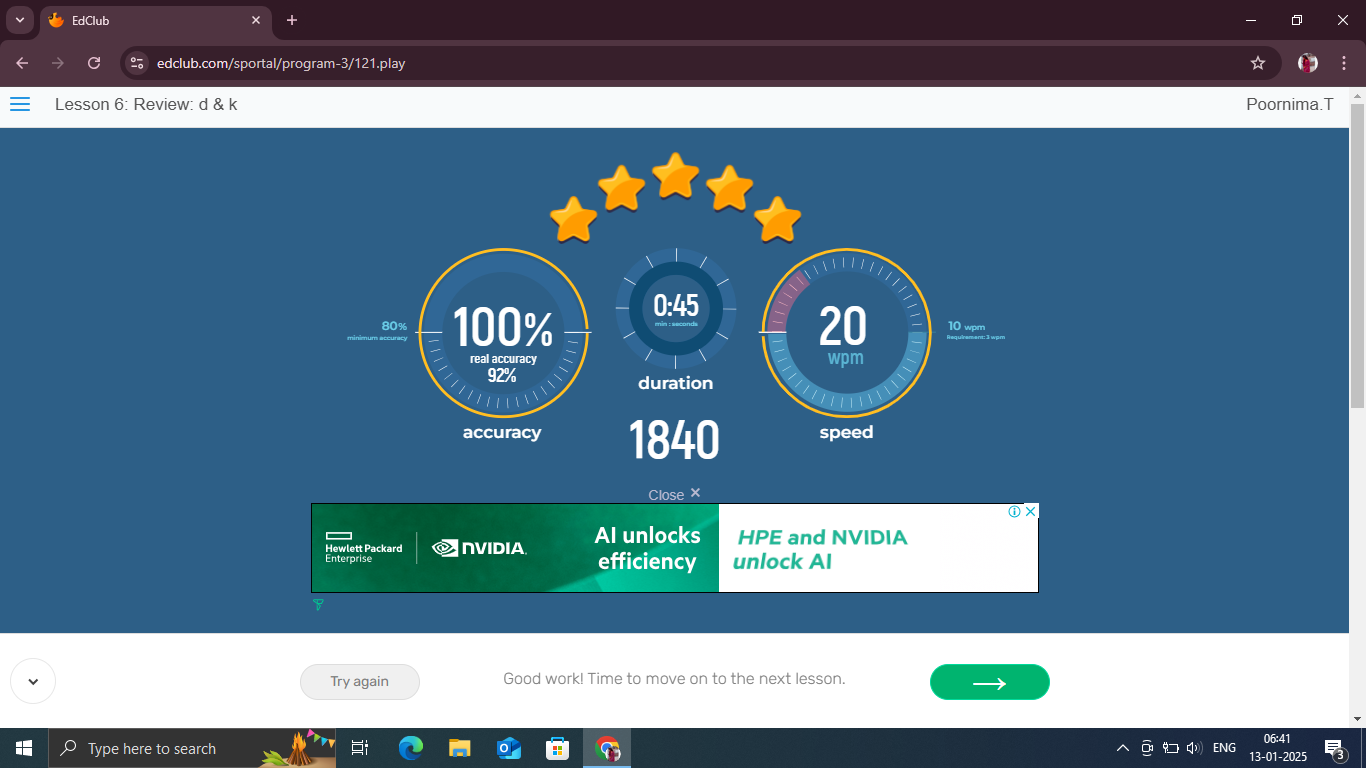 EdClub
edclub.com/sportal/program-3/121.play
Lesson 6: Review: d & k
Poornima.T
80%
minimum accuracy
100%
real accuracy
92%
accuracy
0:45
min : seconds
duration
1840
20
wpm
speed
10 wpm
Requirement: 3 wpm
Close ✕
Hewlett Packard
Enterprise
NVIDIA.
AI unlocks
efficiency
HPE and NVIDIA
unlock AI
Try again
Good work! Time to move on to the next lesson.
Type here to search
ENG
06:41
13-01-2025
3